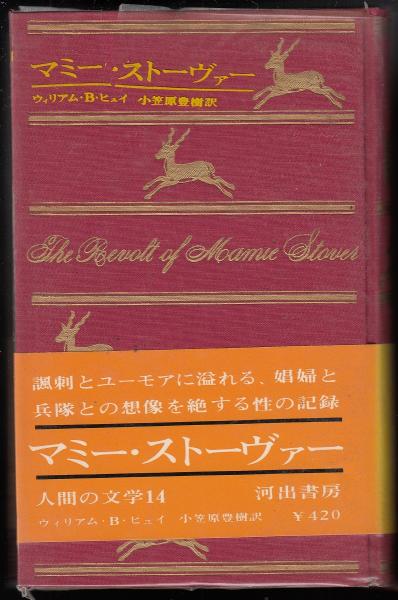 マミー・ストーヴァー
ウィリアム・B・ヒュイ 小笠原豊樹訳
The Revolt of Mamie Stover
諷刺とユーモアに溢れる、娼婦と
兵隊との想像を絶する性の記録
マミー・ストーヴァー
人間の文学14 河出書房
ウィリアム・B・ヒュイ 小笠原豊樹訳 ¥420